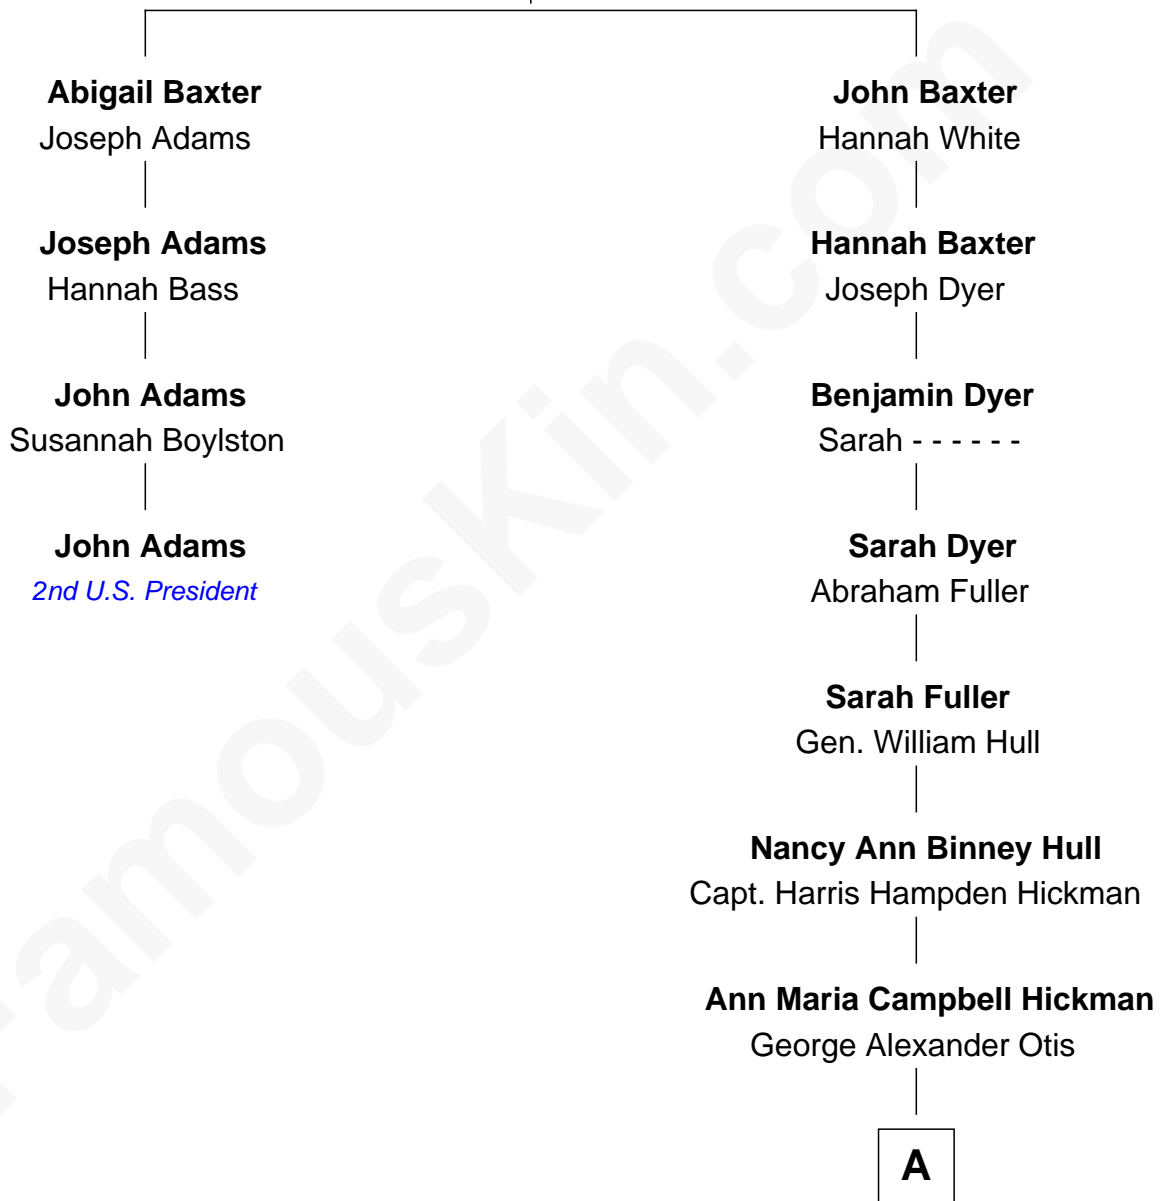 Abigail Baxter
Joseph Adams
Joseph Adams
Hannah Bass
John Adams
Susannah Boylston
John Adams
2nd U.S. President
John Baxter
Hannah White
Hannah Baxter
Joseph Dyer
Benjamin Dyer
Sarah - - - - - -
Sarah Dyer
Abraham Fuller
Sarah Fuller
Gen. William Hull
Nancy Ann Binney Hull
Capt. Harris Hampden Hickman
Ann Maria Campbell Hickman
George Alexander Otis
A
FamousKin.com